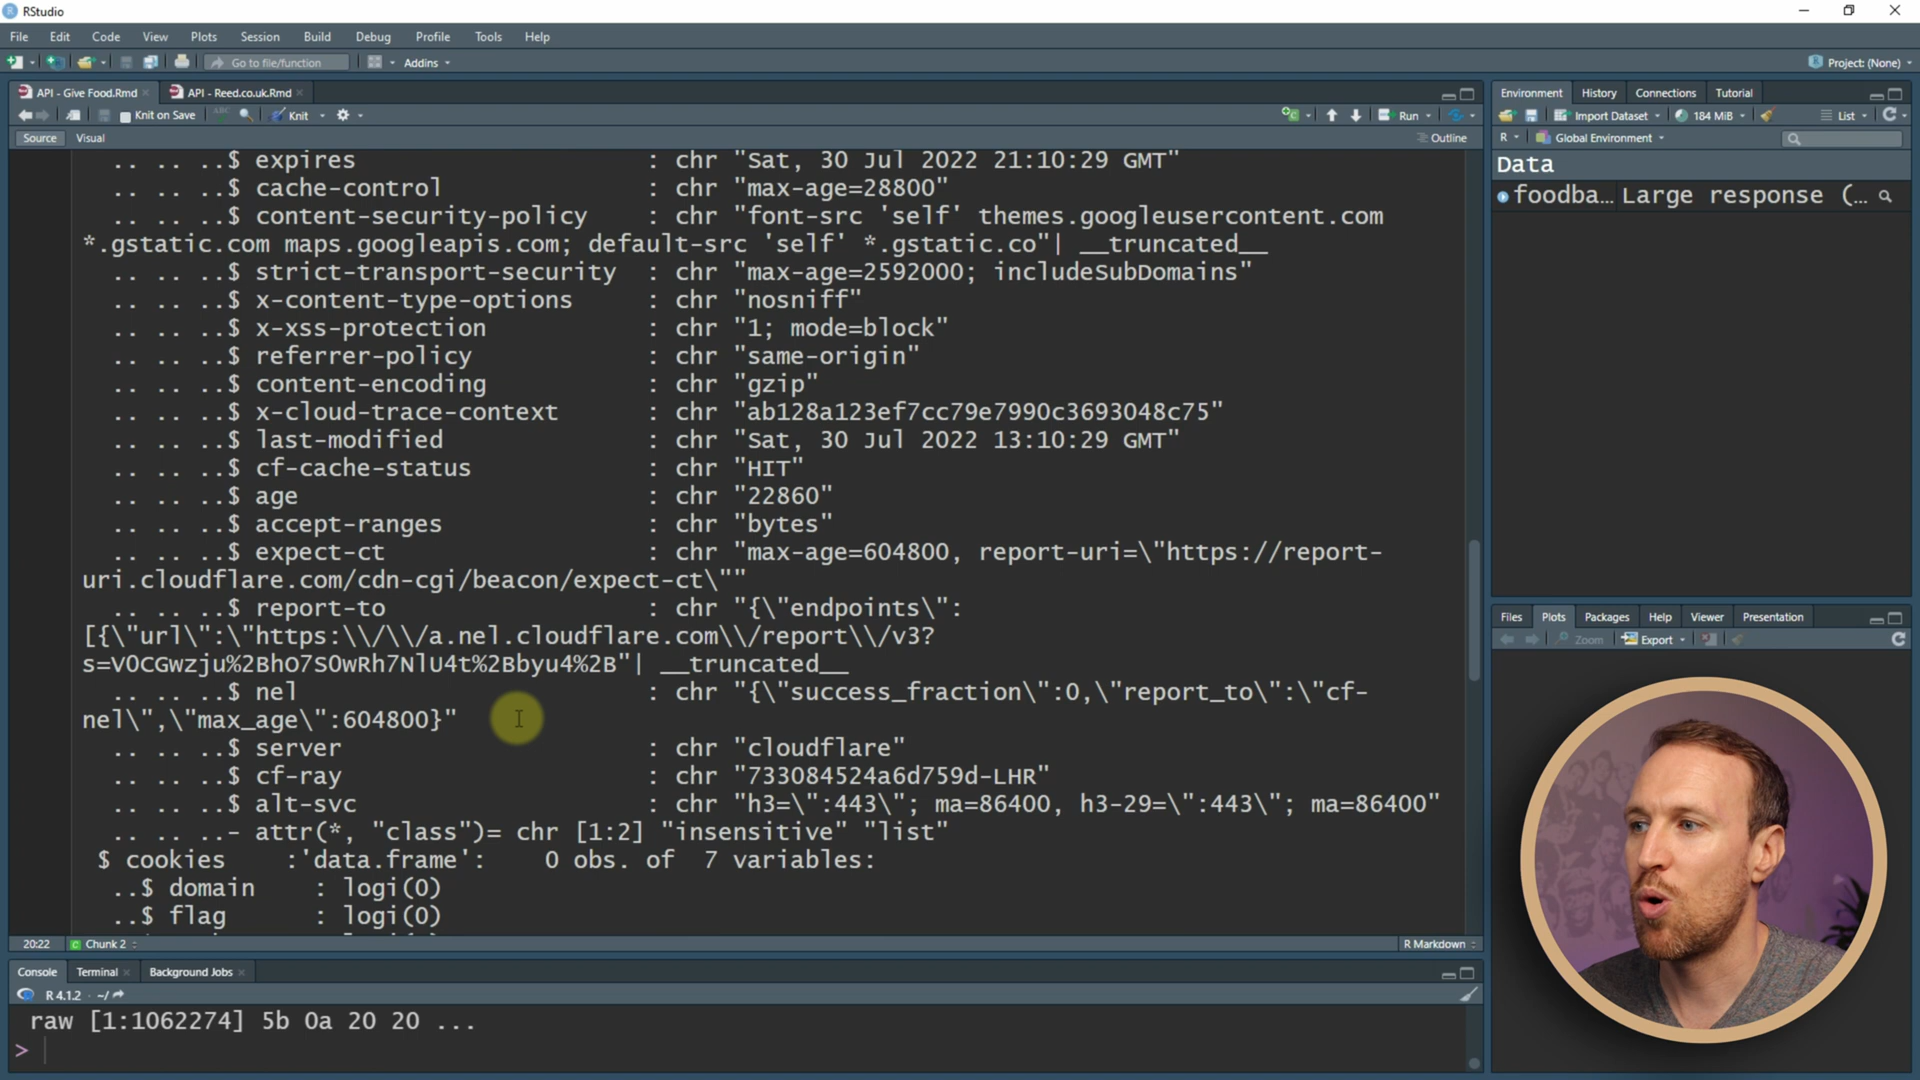 RStudio
File Edit Code View Plots Session Build Debug Profile Tools Help
Go to file/function Addins Project: (None)
API - Give Food.Rmd API - Reed.co.uk.Rmd
Knit on Save Knit Run
Source Visual Outline
.. .. ..$ expires : chr "Sat, 30 Jul 2022 21:10:29 GMT"
.. .. ..$ cache-control : chr "max-age=28800"
.. .. ..$ content-security-policy : chr "font-src 'self' themes.googleusercontent.com
*.gstatic.com maps.googleapis.com; default-src 'self' *.gstatic.co"| __truncated__
.. .. ..$ strict-transport-security : chr "max-age=2592000; includeSubDomains"
.. .. ..$ x-content-type-options : chr "nosniff"
.. .. ..$ x-xss-protection : chr "1; mode=block"
.. .. ..$ referrer-policy : chr "same-origin"
.. .. ..$ content-encoding : chr "gzip"
.. .. ..$ x-cloud-trace-context : chr "ab128a123ef7cc79e7990c3693048c75"
.. .. ..$ last-modified : chr "Sat, 30 Jul 2022 13:10:29 GMT"
.. .. ..$ cf-cache-status : chr "HIT"
.. .. ..$ age : chr "22860"
.. .. ..$ accept-ranges : chr "bytes"
.. .. ..$ expect-ct : chr "max-age=604800, report-uri=\"https://report-
uri.cloudflare.com/cdn-cgi/beacon/expect-ct\""
.. .. ..$ report-to : chr "{\"endpoints\":
[{\"url\":\"https:\\/\\/a.nel.cloudflare.com\\/report\\/v3?
s=V0CGwzju%2BhO7S0wRh7NlU4t%2Bbyu4%2B"| __truncated__
.. .. ..$ nel : chr "{\"success_fraction\":0,\"report_to\":\"cf-
nel\",\"max_age\":604800}"
.. .. ..$ server : chr "cloudflare"
.. .. ..$ cf-ray : chr "733084524a6d759d-LHR"
.. .. ..$ alt-svc : chr "h3=\":443\"; ma=86400, h3-29=\":443\"; ma=86400"
.. .. ..- attr(*, "class")= chr [1:2] "insensitive" "list"
$ cookies :'data.frame': 0 obs. of 7 variables:
..$ domain : logi(0)
..$ flag : logi(0)
20:22 Chunk 2 R Markdown
Console Terminal Background Jobs
R 4.1.2 · ~/
raw [1:1062274] 5b 0a 20 20 ...
>
Environment History Connections Tutorial
Import Dataset 184 MiB List
R Global Environment
Data
foodba… Large response (…
Files Plots Packages Help Viewer Presentation
Zoom Export